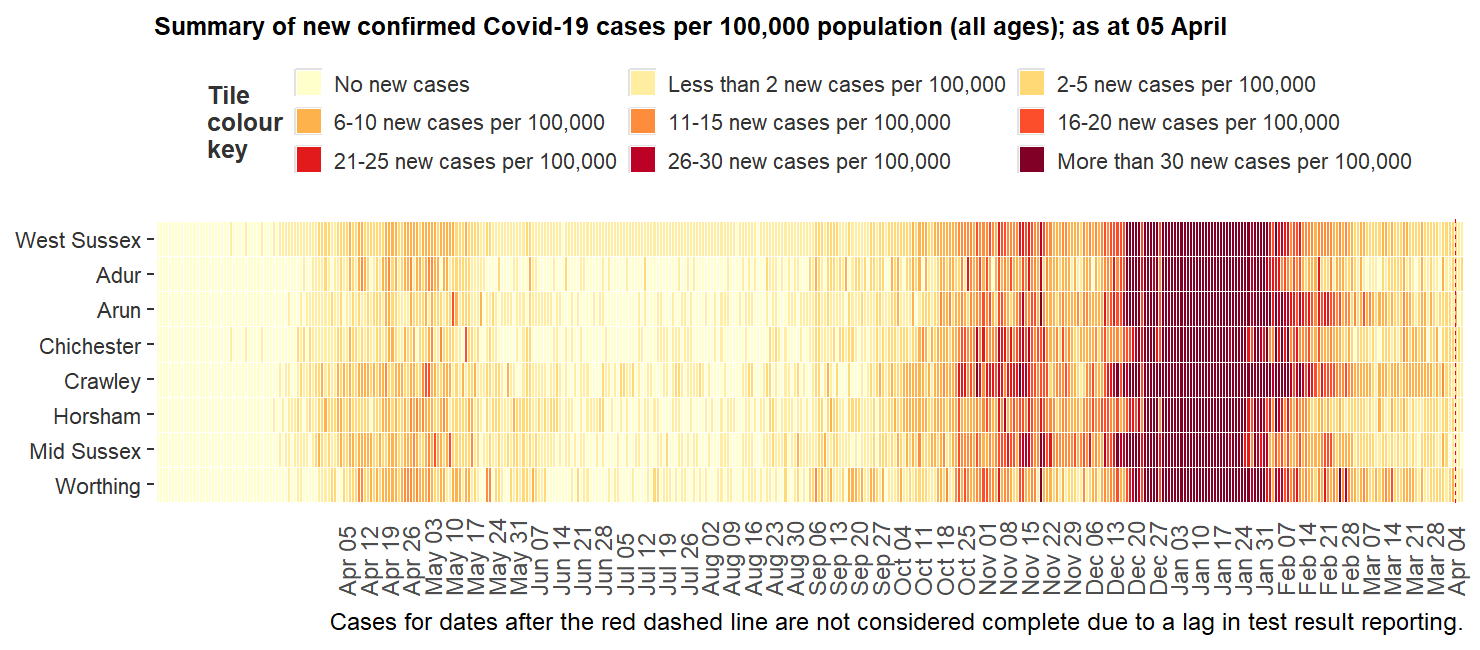 Summary of new confirmed Covid-19 cases per 100,000 population (all ages); as at 05 April
Tile
colour
key
No new cases
Less than 2 new cases per 100,000
2-5 new cases per 100,000
6-10 new cases per 100,000
11-15 new cases per 100,000
16-20 new cases per 100,000
21-25 new cases per 100,000
26-30 new cases per 100,000
More than 30 new cases per 100,000
West Sussex
Adur
Arun
Chichester
Crawley
Horsham
Mid Sussex
Worthing
Apr 05
Apr 12
Apr 19
Apr 26
May 03
May 10
May 17
May 24
May 31
Jun 07
Jun 14
Jun 21
Jun 28
Jul 05
Jul 12
Jul 19
Jul 26
Aug 02
Aug 09
Aug 16
Aug 23
Aug 30
Sep 06
Sep 13
Sep 20
Sep 27
Oct 04
Oct 11
Oct 18
Oct 25
Nov 01
Nov 08
Nov 15
Nov 22
Nov 29
Dec 06
Dec 13
Dec 20
Dec 27
Jan 03
Jan 10
Jan 17
Jan 24
Jan 31
Feb 07
Feb 14
Feb 21
Feb 28
Mar 07
Mar 14
Mar 21
Mar 28
Apr 04
Cases for dates after the red dashed line are not considered complete due to a lag in test result reporting.